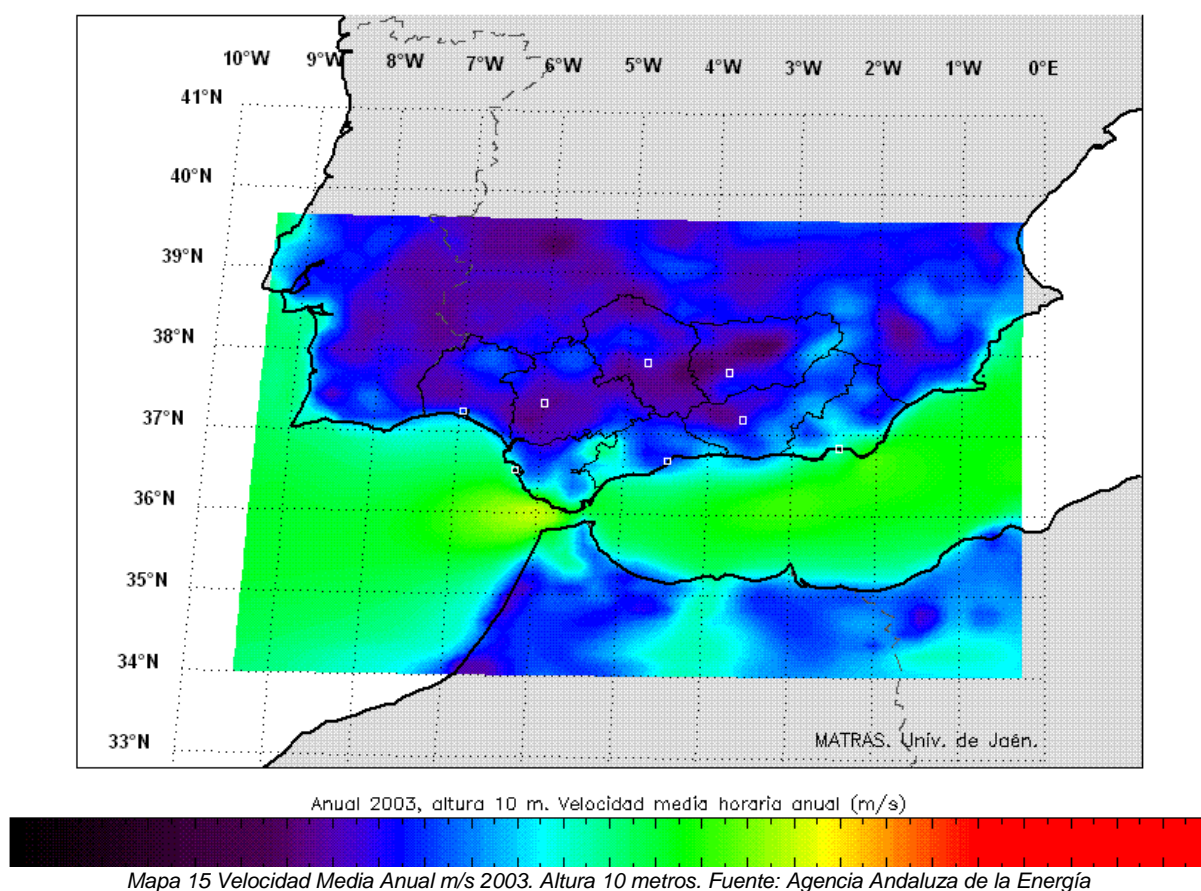 10°W 9°W 8°W 7°W 6°W 5°W 4°W 3°W 2°W 1°W 0°E
41°N
40°N
39°N
38°N
37°N
36°N
35°N
34°N
33°N
MATRAS. Univ. de Jaén.
Anual 2003, altura 10 m. Velocidad media horaria anual (m/s)
Mapa 15 Velocidad Media Anual m/s 2003. Altura 10 metros. Fuente: Agencia Andaluza de la Energía